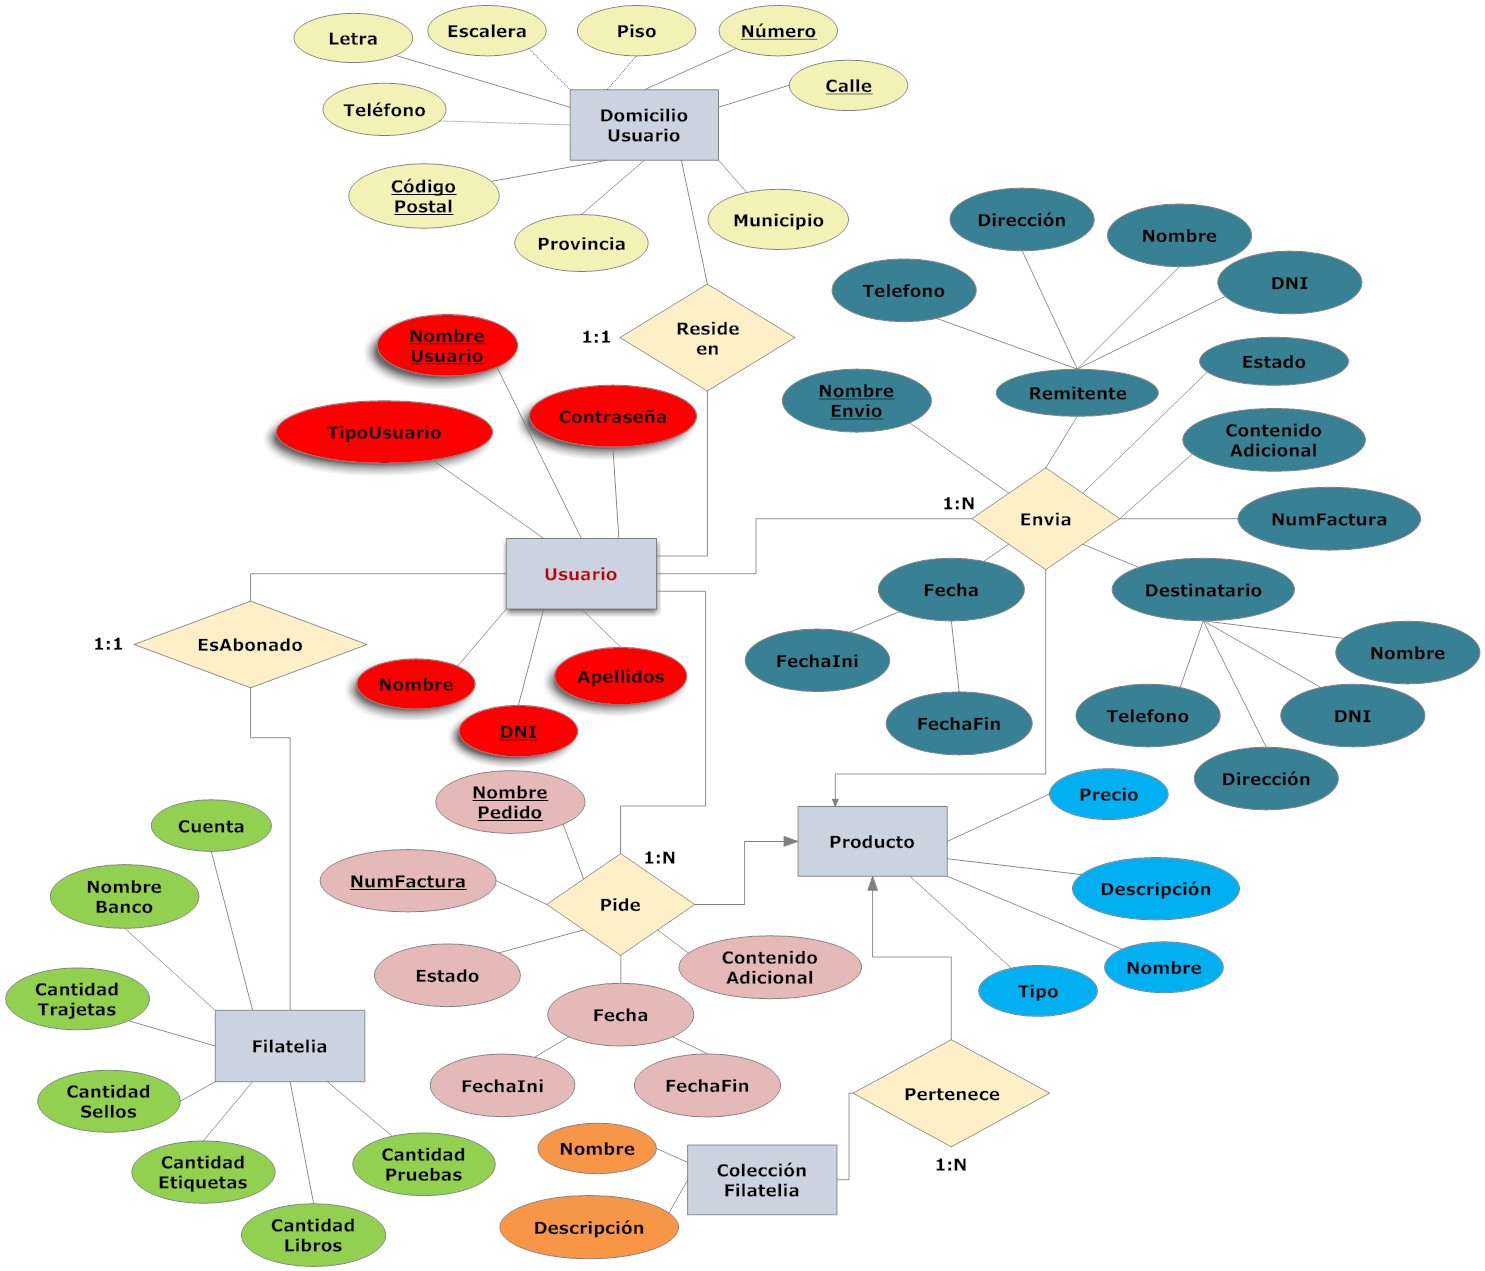 Letra
Escalera
Piso
Número
Calle
Teléfono
Domicilio
Usuario
Código
Postal
Provincia
Municipio
Dirección
Nombre
DNI
Telefono
Remitente
Estado
Reside
en
1:1
Nombre
Usuario
TipoUsuario
Contraseña
Nombre
Envio
Contenido
Adicional
1:N
Envia
NumFactura
Usuario
Fecha
Destinatario
FechaIni
FechaFin
Nombre
Telefono
DNI
Dirección
1:1
EsAbonado
Nombre
Apellidos
DNI
Nombre
Pedido
Precio
Cuenta
Producto
1:N
NumFactura
Nombre
Banco
Pide
Descripción
Estado
Contenido
Adicional
Nombre
Tipo
Cantidad
Trajetas
Fecha
Filatelia
FechaIni
FechaFin
Cantidad
Sellos
Pertenece
1:N
Nombre
Cantidad
Etiquetas
Cantidad
Pruebas
Colección
Filatelia
Cantidad
Libros
Descripción